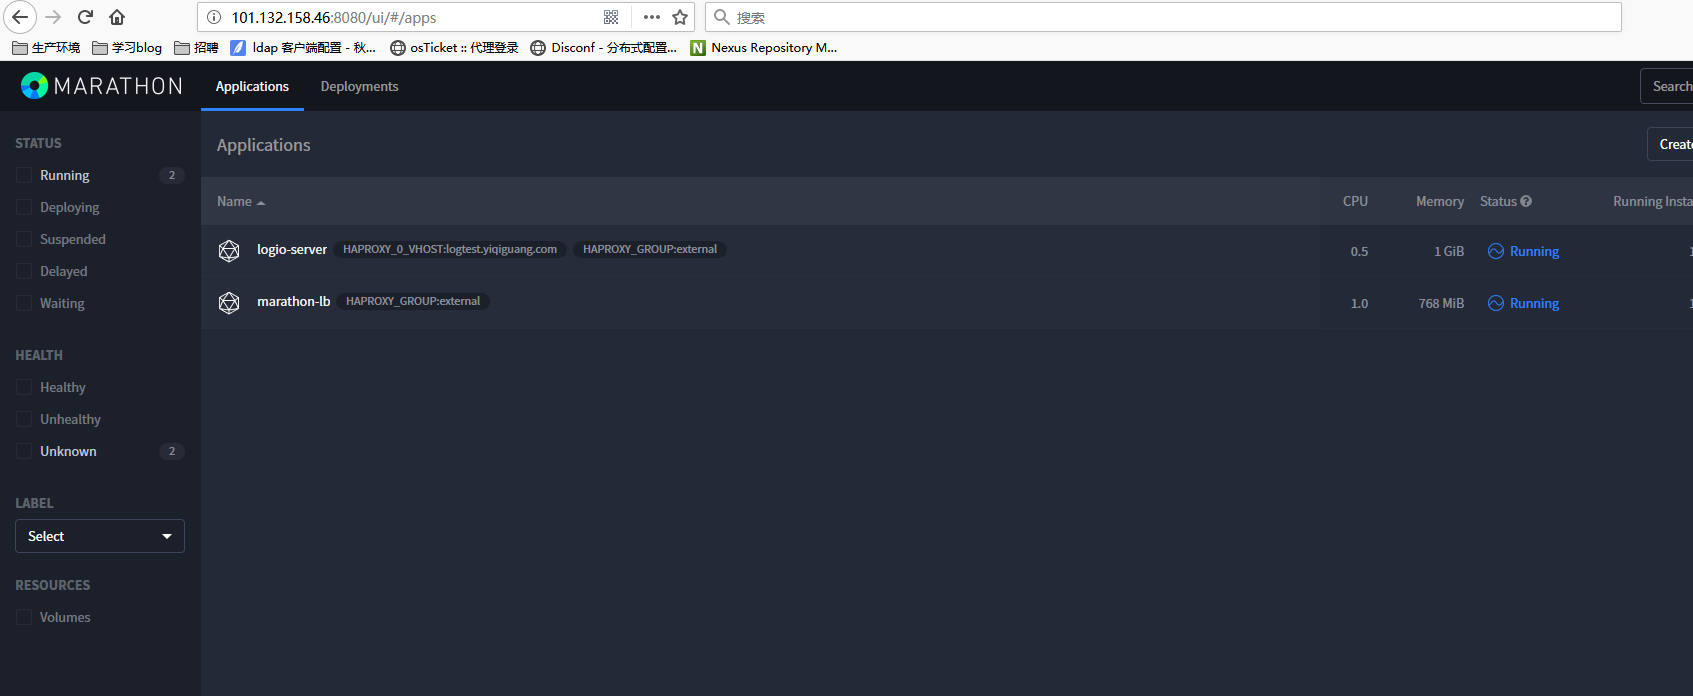 101.132.158.46:8080/ui/#/apps
搜索
生产环境 学习blog 招聘 ldap 客户端配置 - 秋... osTicket :: 代理登录 Disconf - 分布式配置... Nexus Repository M...
MARATHON Applications Deployments Search
STATUS
Applications Create
Running 2
Name CPU Memory Status Running Insta
Deploying
Suspended
logio-server HAPROXY_0_VHOST:logtest.yiqiguang.com HAPROXY_GROUP:external 0.5 1 GiB Running 1
Delayed
Waiting
marathon-lb HAPROXY_GROUP:external 1.0 768 MiB Running 1
HEALTH
Healthy
Unhealthy
Unknown 2
LABEL
Select
RESOURCES
Volumes